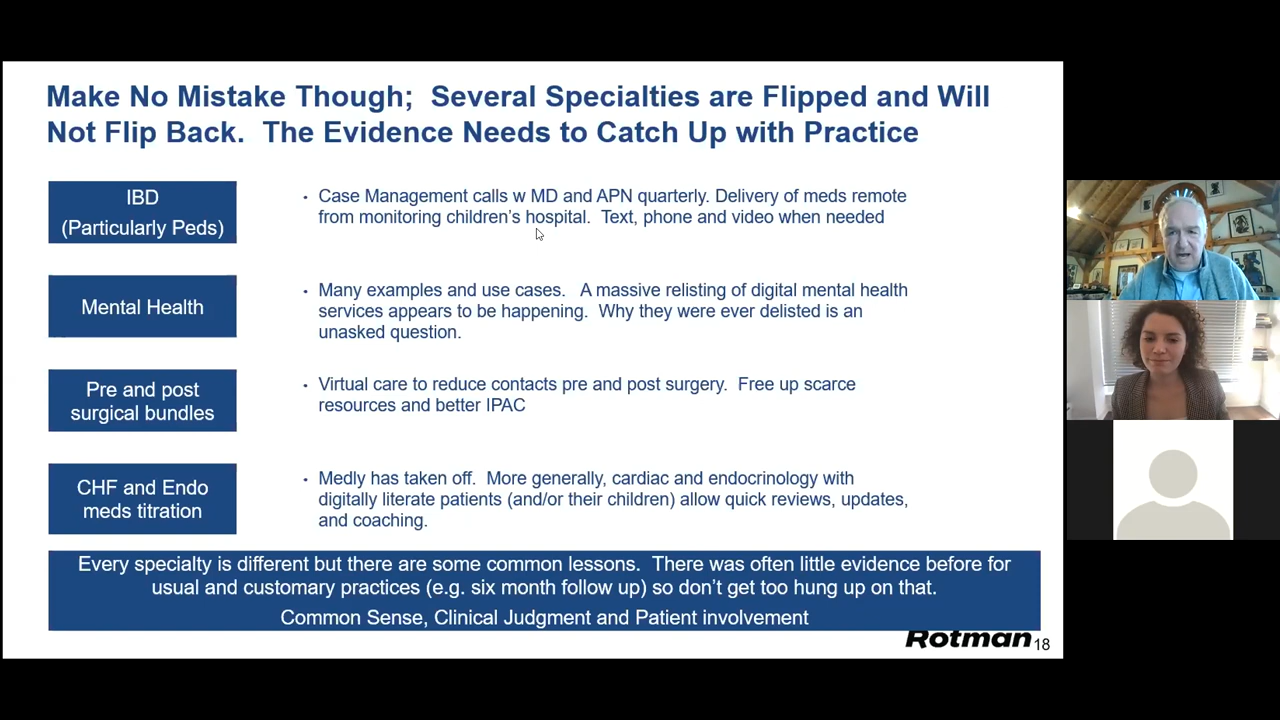 Make No Mistake Though;  Several Specialties are Flipped and Will
Not Flip Back.  The Evidence Needs to Catch Up with Practice
IBD
(Particularly Peds)
Case Management calls w MD and APN quarterly. Delivery of meds remote
from monitoring children's hospital.  Text, phone and video when needed
Mental Health
Many examples and use cases.   A massive relisting of digital mental health
services appears to be happening.  Why they were ever delisted is an
unasked question.
Pre and post
surgical bundles
Virtual care to reduce contacts pre and post surgery.  Free up scarce
resources and better IPAC
CHF and Endo
meds titration
Medly has taken off.  More generally, cardiac and endocrinology with
digitally literate patients (and/or their children) allow quick reviews, updates,
and coaching.
Every specialty is different but there are some common lessons.  There was often little evidence before for
usual and customary practices (e.g. six month follow up) so don't get too hung up on that.
Common Sense, Clinical Judgment and Patient involvement
Rotman
18